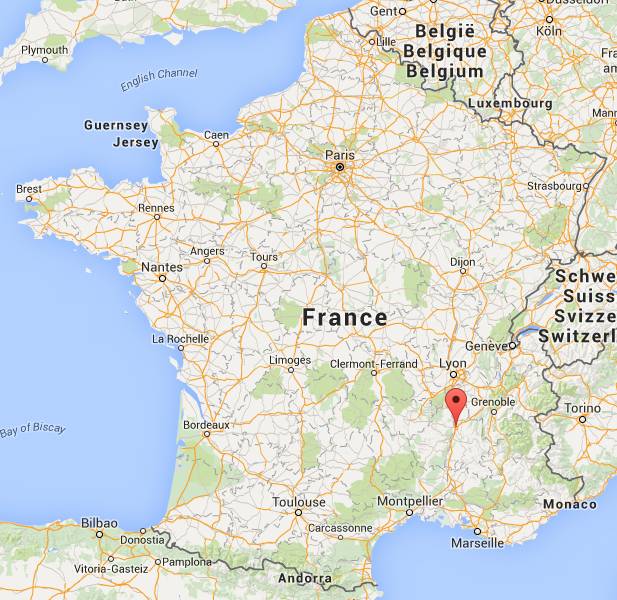 Düsseldorf
Gent
België
Belgique
Belgium
Köln
Lille
Plymouth
English Channel
Luxembourg
Guernsey
Jersey
Caen
Paris
Brest
Rennes
Strasbourg
Angers
Tours
Dijon
Nantes
Schwe
Suiss
Svizze
Switzerl
France
La Rochelle
Genève
Limoges
Clermont-Ferrand
Lyon
Grenoble
Torino
Bay of Biscay
Bordeaux
Toulouse
Montpellier
Monaco
Bilbao
Donostia
Carcassonne
Marseille
Vitoria-Gasteiz
Pamplona
Andorra